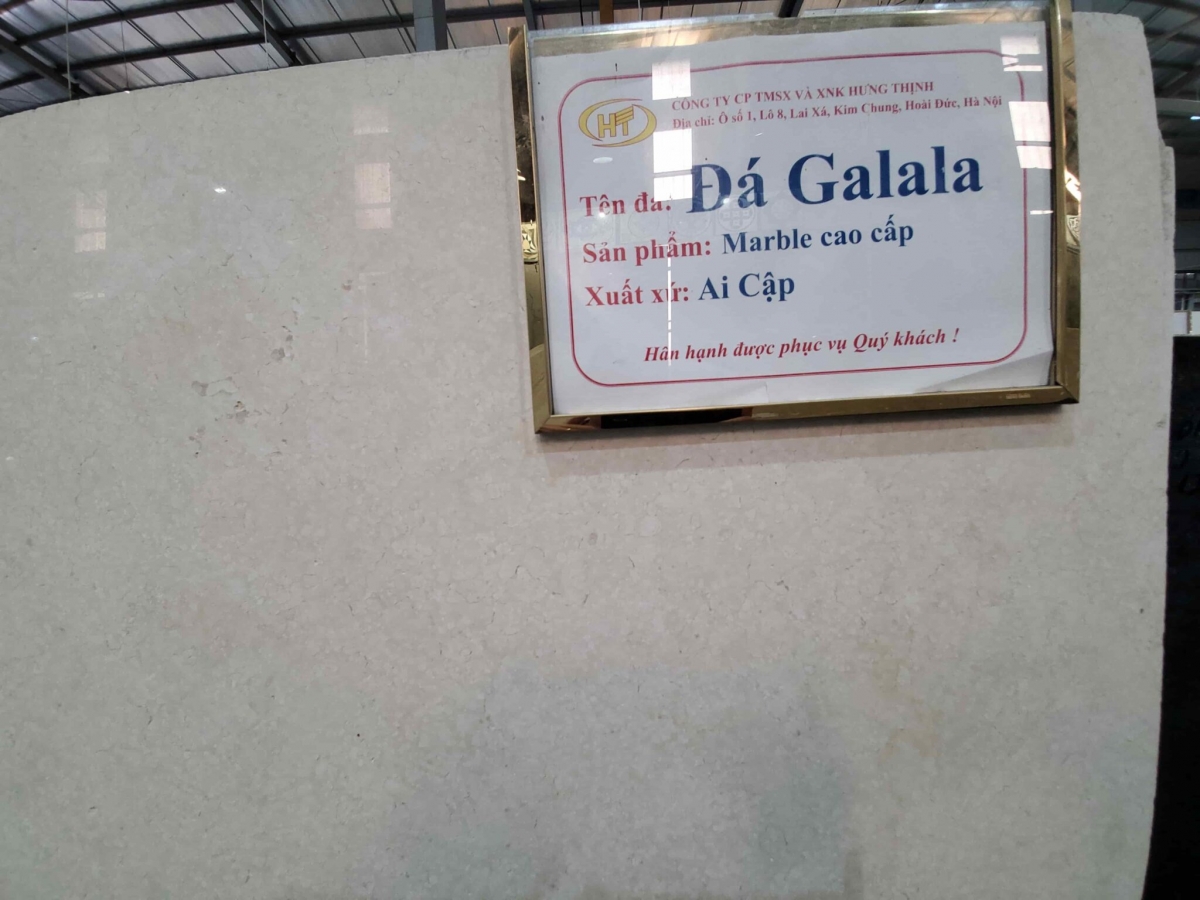 HT
CÔNG TY CP TMSX VÀ XNK HƯNG THỊNH
Địa chỉ: Ô số 1, Lô 8, Lai Xá, Kim Chung, Hoài Đức, Hà Nội
Tên đá: Đá Galala
Sản phẩm: Marble cao cấp
Xuất xứ: Ai Cập
Hân hạnh được phục vụ Quý khách !